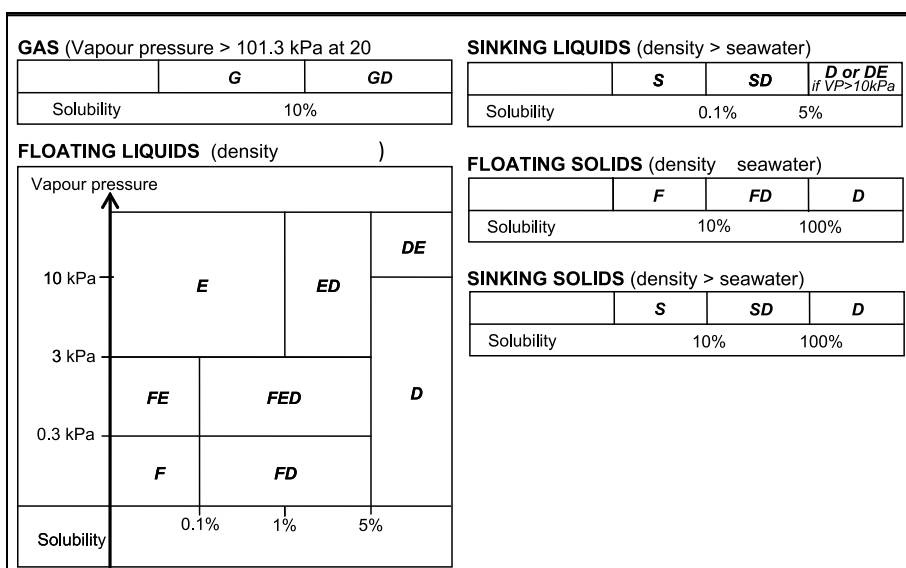 GAS (Vapour pressure > 101.3 kPa at 20
G GD
Solubility 10%
FLOATING LIQUIDS (density )
Vapour pressure
DE
10 kPa E ED
3 kPa
FE FED D
0.3 kPa
F FD
0.1% 1% 5%
Solubility
SINKING LIQUIDS (density > seawater)
S SD D or DE
if VP>10kPa
Solubility 0.1% 5%
FLOATING SOLIDS (density seawater)
F FD D
Solubility 10% 100%
SINKING SOLIDS (density > seawater)
S SD D
Solubility 10% 100%